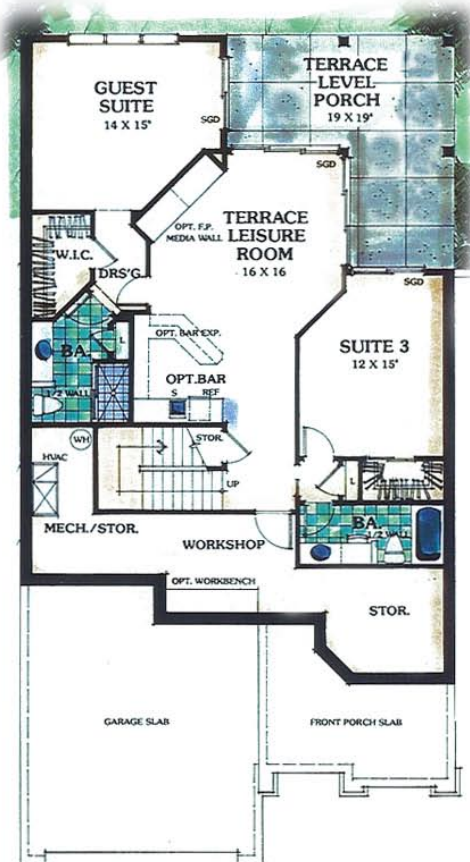 GUEST
SUITE
14 X 15"
SGD
TERRACE
LEVEL
PORCH
19 X 19'
SGD
OPT. F.P.
MEDIA WALL
TERRACE
LEISURE
ROOM
16 X 16
W.I.C.
DRS'G.
SGD
OPT. BAR EXP.
BA.
L
SUITE 3
12 X 15"
OPT.BAR
1/2 WALL
S
REF
WH
STOR.
HVAC
UP
L
MECH./STOR.
BA.
1/2 WALL
WORKSHOP
OPT. WORKBENCH
STOR.
GARAGE SLAB
FRONT PORCH SLAB